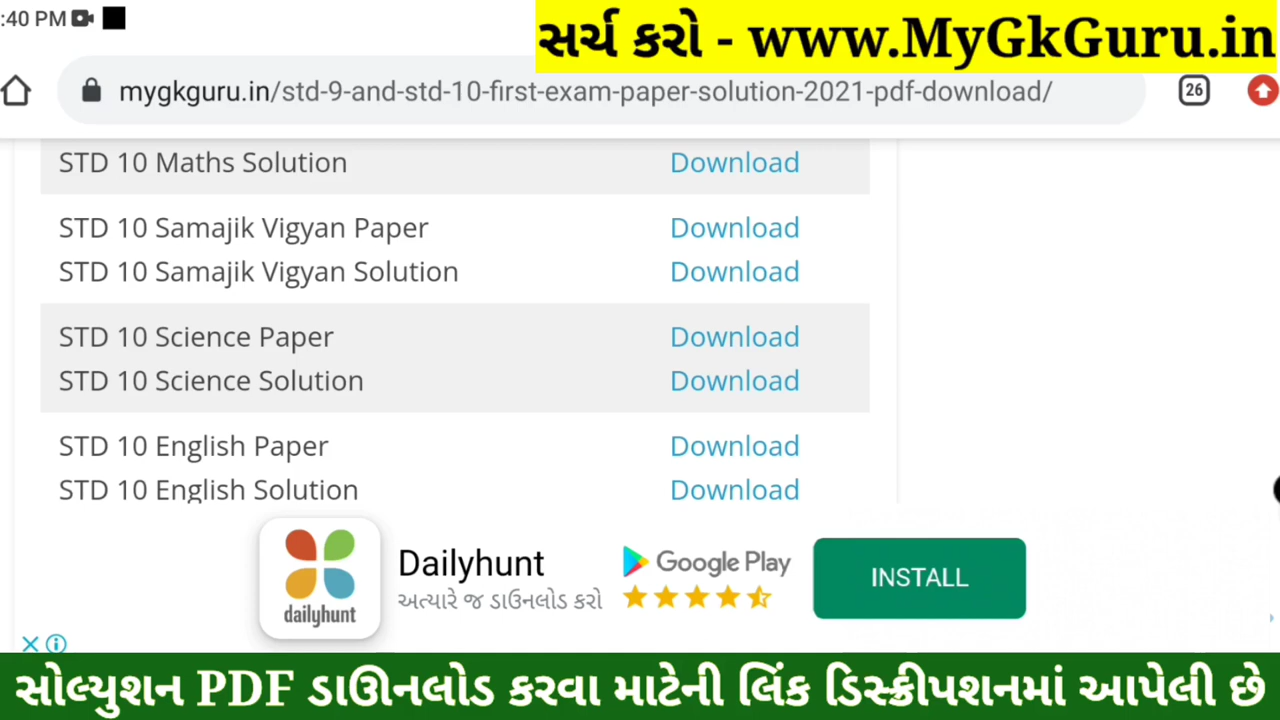 :40 PM
સર્ચ કરો - www.MyGkGuru.in
mygkguru.in/std-9-and-std-10-first-exam-paper-solution-2021-pdf-download/
26
STD 10 Maths Solution Download
STD 10 Samajik Vigyan Paper Download
STD 10 Samajik Vigyan Solution Download
STD 10 Science Paper Download
STD 10 Science Solution Download
STD 10 English Paper Download
STD 10 English Solution Download
dailyhunt
Dailyhunt
અત્યારે જ ડાઉનલોડ કરો
Google Play
INSTALL
સોલ્યુશન PDF ડાઊનલોડ કરવા માટેની લિંક ડિસ્ક્રીપશનમાં આપેલી છે